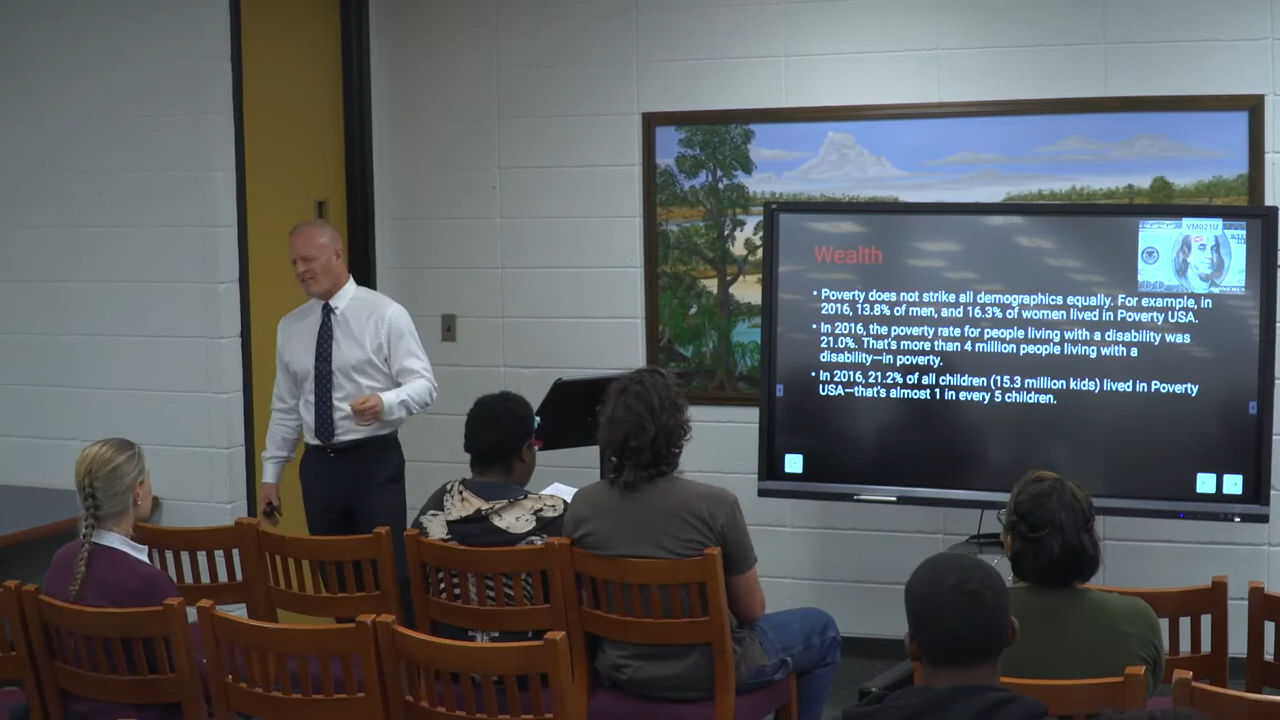 VM021U
Wealth
• Poverty does not strike all demographics equally. For example, in
2016, 13.8% of men, and 16.3% of women lived in Poverty USA.
• In 2016, the poverty rate for people living with a disability was
21.0%. That's more than 4 million people living with a
disability—in poverty.
• In 2016, 21.2% of all children (15.3 million kids) lived in Poverty
USA—that's almost 1 in every 5 children.